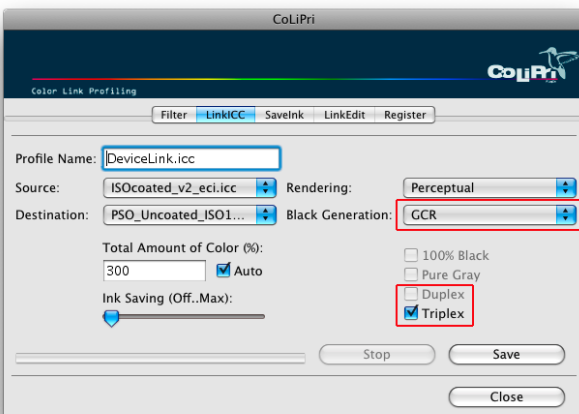 CoLiPri
CoLiPri
Color Link Profiling
Filter LinkICC SaveInk LinkEdit Register
Profile Name: DeviceLink.icc
Source: ISOcoated_v2_eci.icc Rendering: Perceptual
Destination: PSO_Uncoated_ISO1... Black Generation: GCR
Total Amount of Color (%):
100% Black
300 Auto
Pure Gray
Ink Saving (Off..Max):
Duplex
Triplex
Stop Save
Close